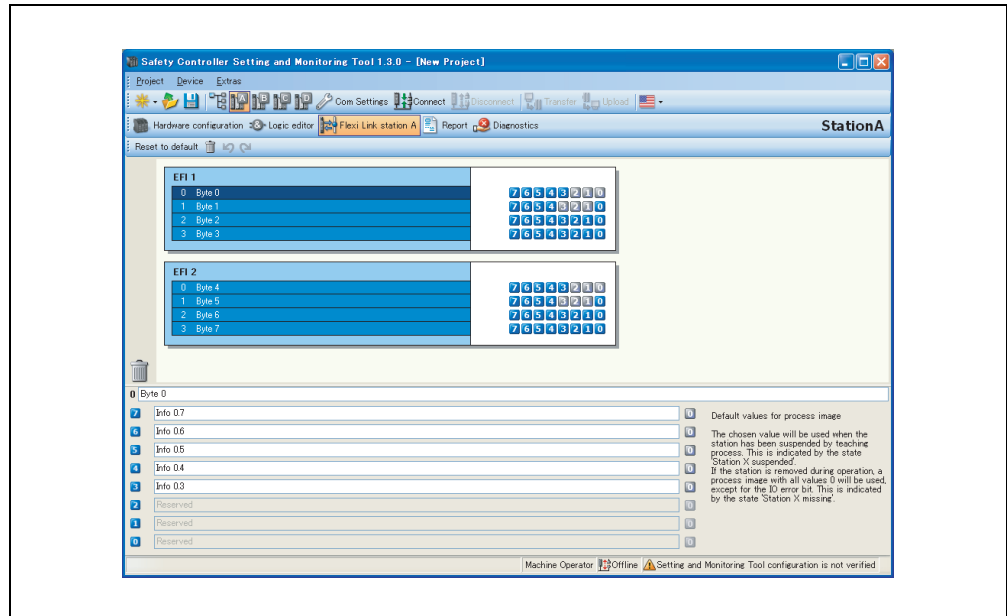 Safety Controller Setting and Monitoring Tool 1.3.0 - [New Project]
Project Device Extras
A B C D Com Settings Connect Disconnect Transfer Upload
Hardware configuration Logic editor Flexi Link station A Report Diagnostics StationA
Reset to default
EFI 1
0 Byte 0 7 6 5 4 3 2 1 0
1 Byte 1 7 6 5 4 3 2 1 0
2 Byte 2 7 6 5 4 3 2 1 0
3 Byte 3 7 6 5 4 3 2 1 0
EFI 2
0 Byte 4 7 6 5 4 3 2 1 0
1 Byte 5 7 6 5 4 3 2 1 0
2 Byte 6 7 6 5 4 3 2 1 0
3 Byte 7 7 6 5 4 3 2 1 0
0 Byte 0
7 Info 0.7 0
6 Info 0.6 0
5 Info 0.5 0
4 Info 0.4 0
3 Info 0.3 0
2 Reserved 0
1 Reserved 0
0 Reserved 0
Default values for process image
The chosen value will be used when the
station has been suspended by teaching
process. This is indicated by the state
'Station X suspended'.
If the station is removed during operation, a
process image with all values 0 will be used,
except for the IO error bit. This is indicated
by the state 'Station X missing'.
Machine Operator Offline Setting and Monitoring Tool configuration is not verified